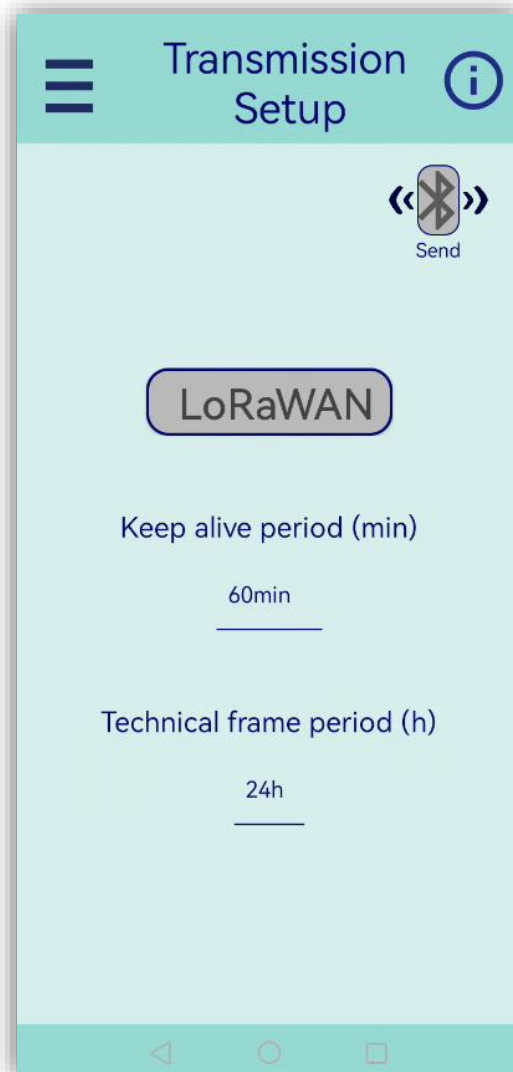 Transmission
Setup
Send
LoRaWAN
Keep alive period (min)
60min
Technical frame period (h)
24h